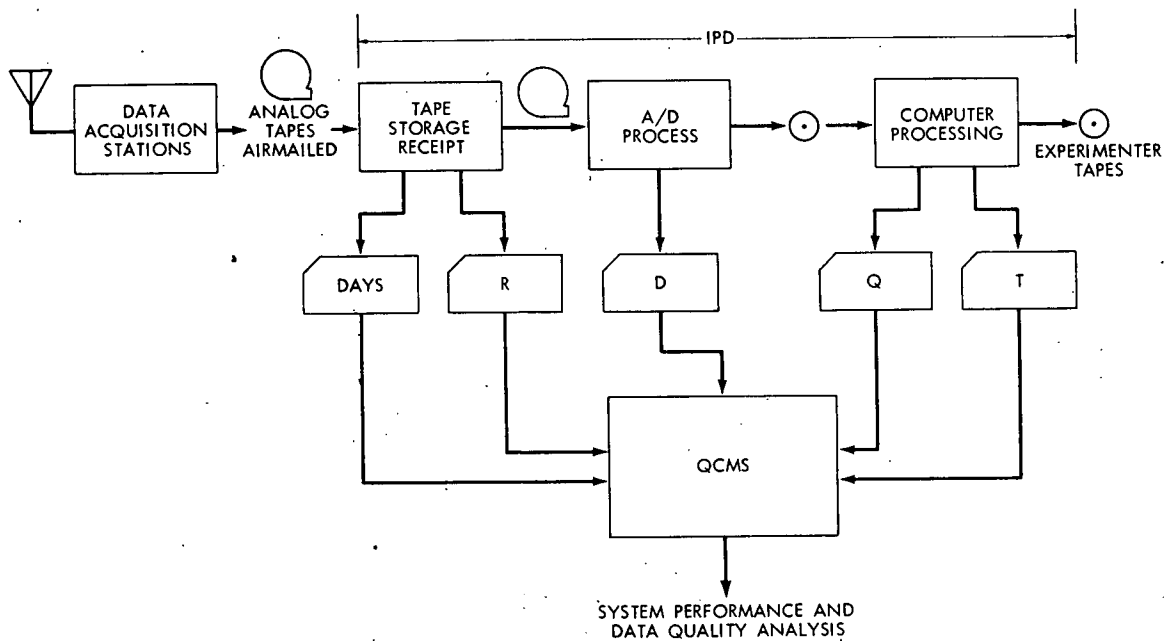 IPD
DATA
ACQUISITION
STATIONS
ANALOG
TAPES
AIRMAILED
TAPE
STORAGE
RECEIPT
A/D
PROCESS
COMPUTER
PROCESSING
EXPERIMENTER
TAPES
DAYS
R
D
Q
T
QCMS
SYSTEM PERFORMANCE AND
DATA QUALITY ANALYSIS